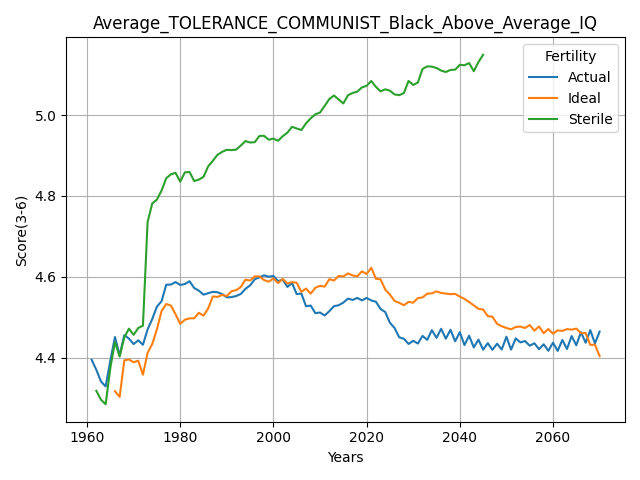 Average_TOLERANCE_COMMUNIST_Black_Above_Average_IQ
Fertility
Actual
Ideal
Sterile
Score(3-6)
5.0
4.8
4.6
4.4
1960 1980 2000 2020 2040 2060
Years